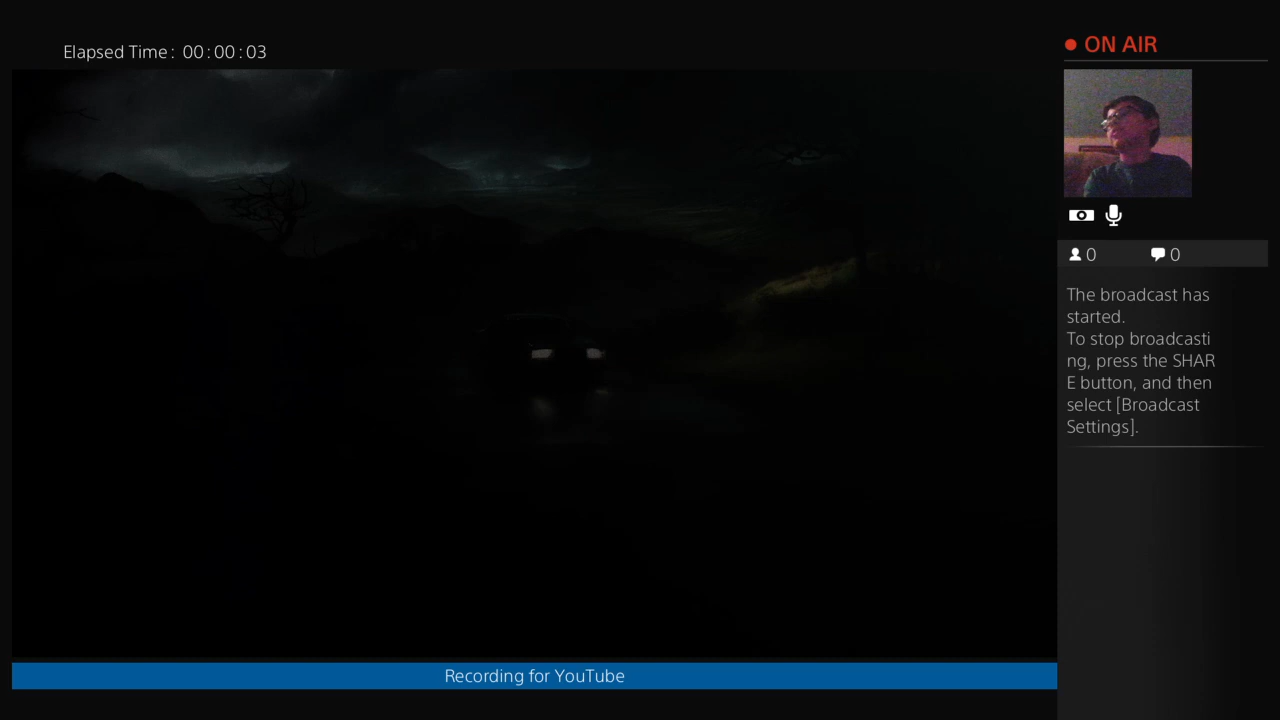 Elapsed Time: 00:00:03
ON AIR
0 0
The broadcast has
started.
To stop broadcasti
ng, press the SHAR
E button, and then
select [Broadcast
Settings].
Recording for YouTube